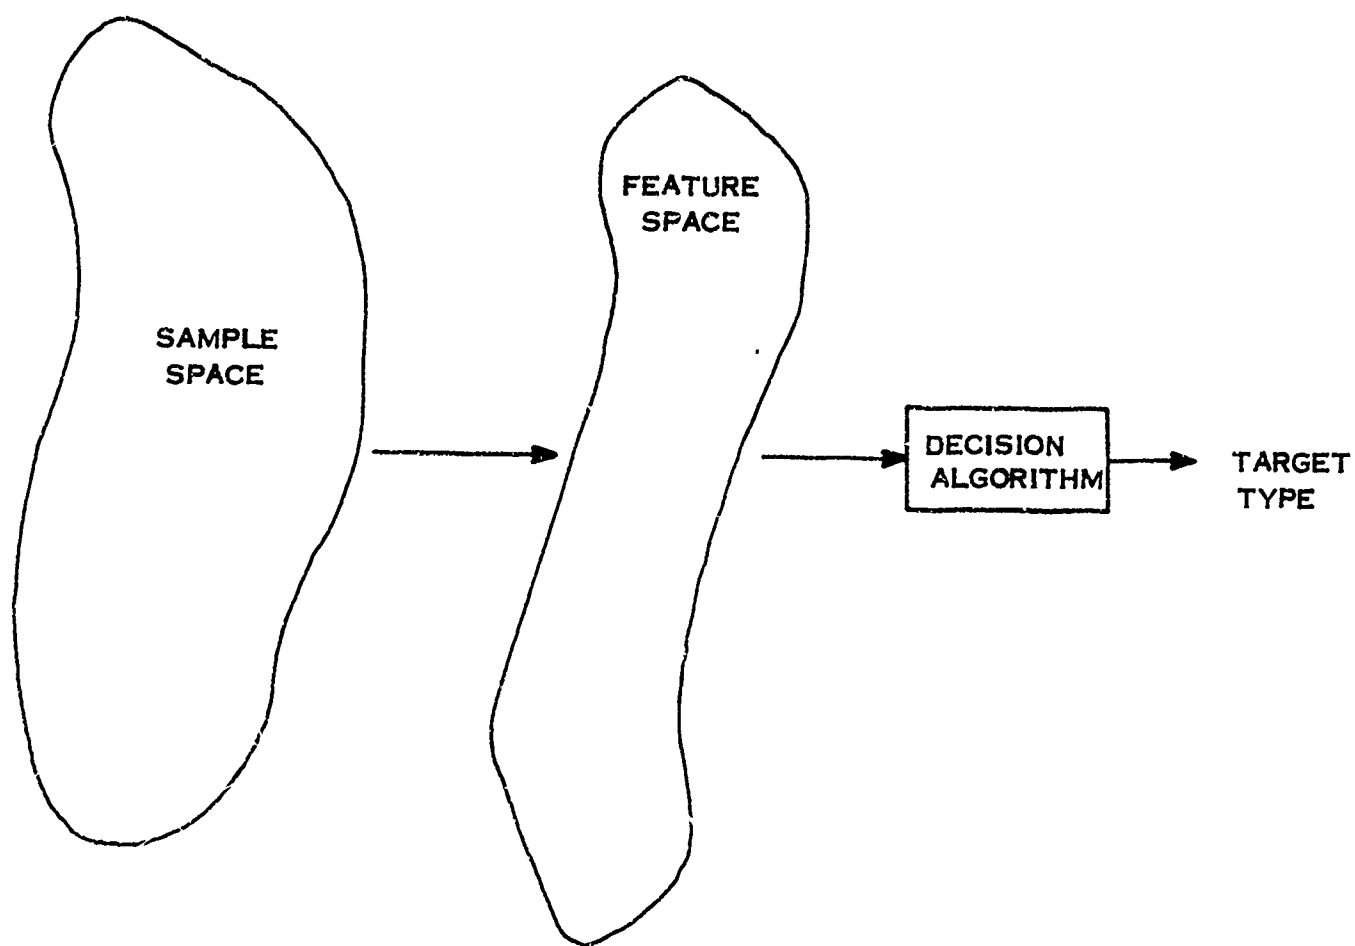 SAMPLE
SPACE
FEATURE
SPACE
DECISION
ALGORITHM
TARGET
TYPE